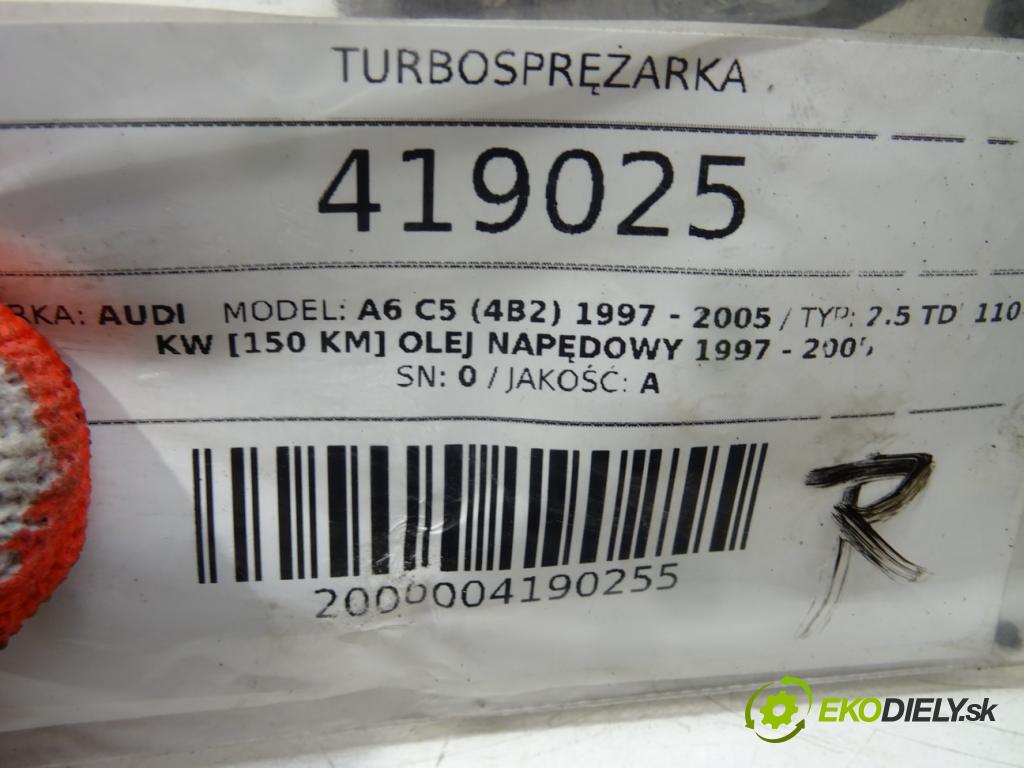 TURBOSPRĘŻARKA
419025
RKA: AUDI MODEL: A6 C5 (4B2) 1997 - 2005 / TYP: 2.5 TD 110
KW [150 KM] OLEJ NAPĘDOWY 1997 - 2005
SN: 0 / JAKOŚĆ: A
2000004190255
R
EKODIELY.sk